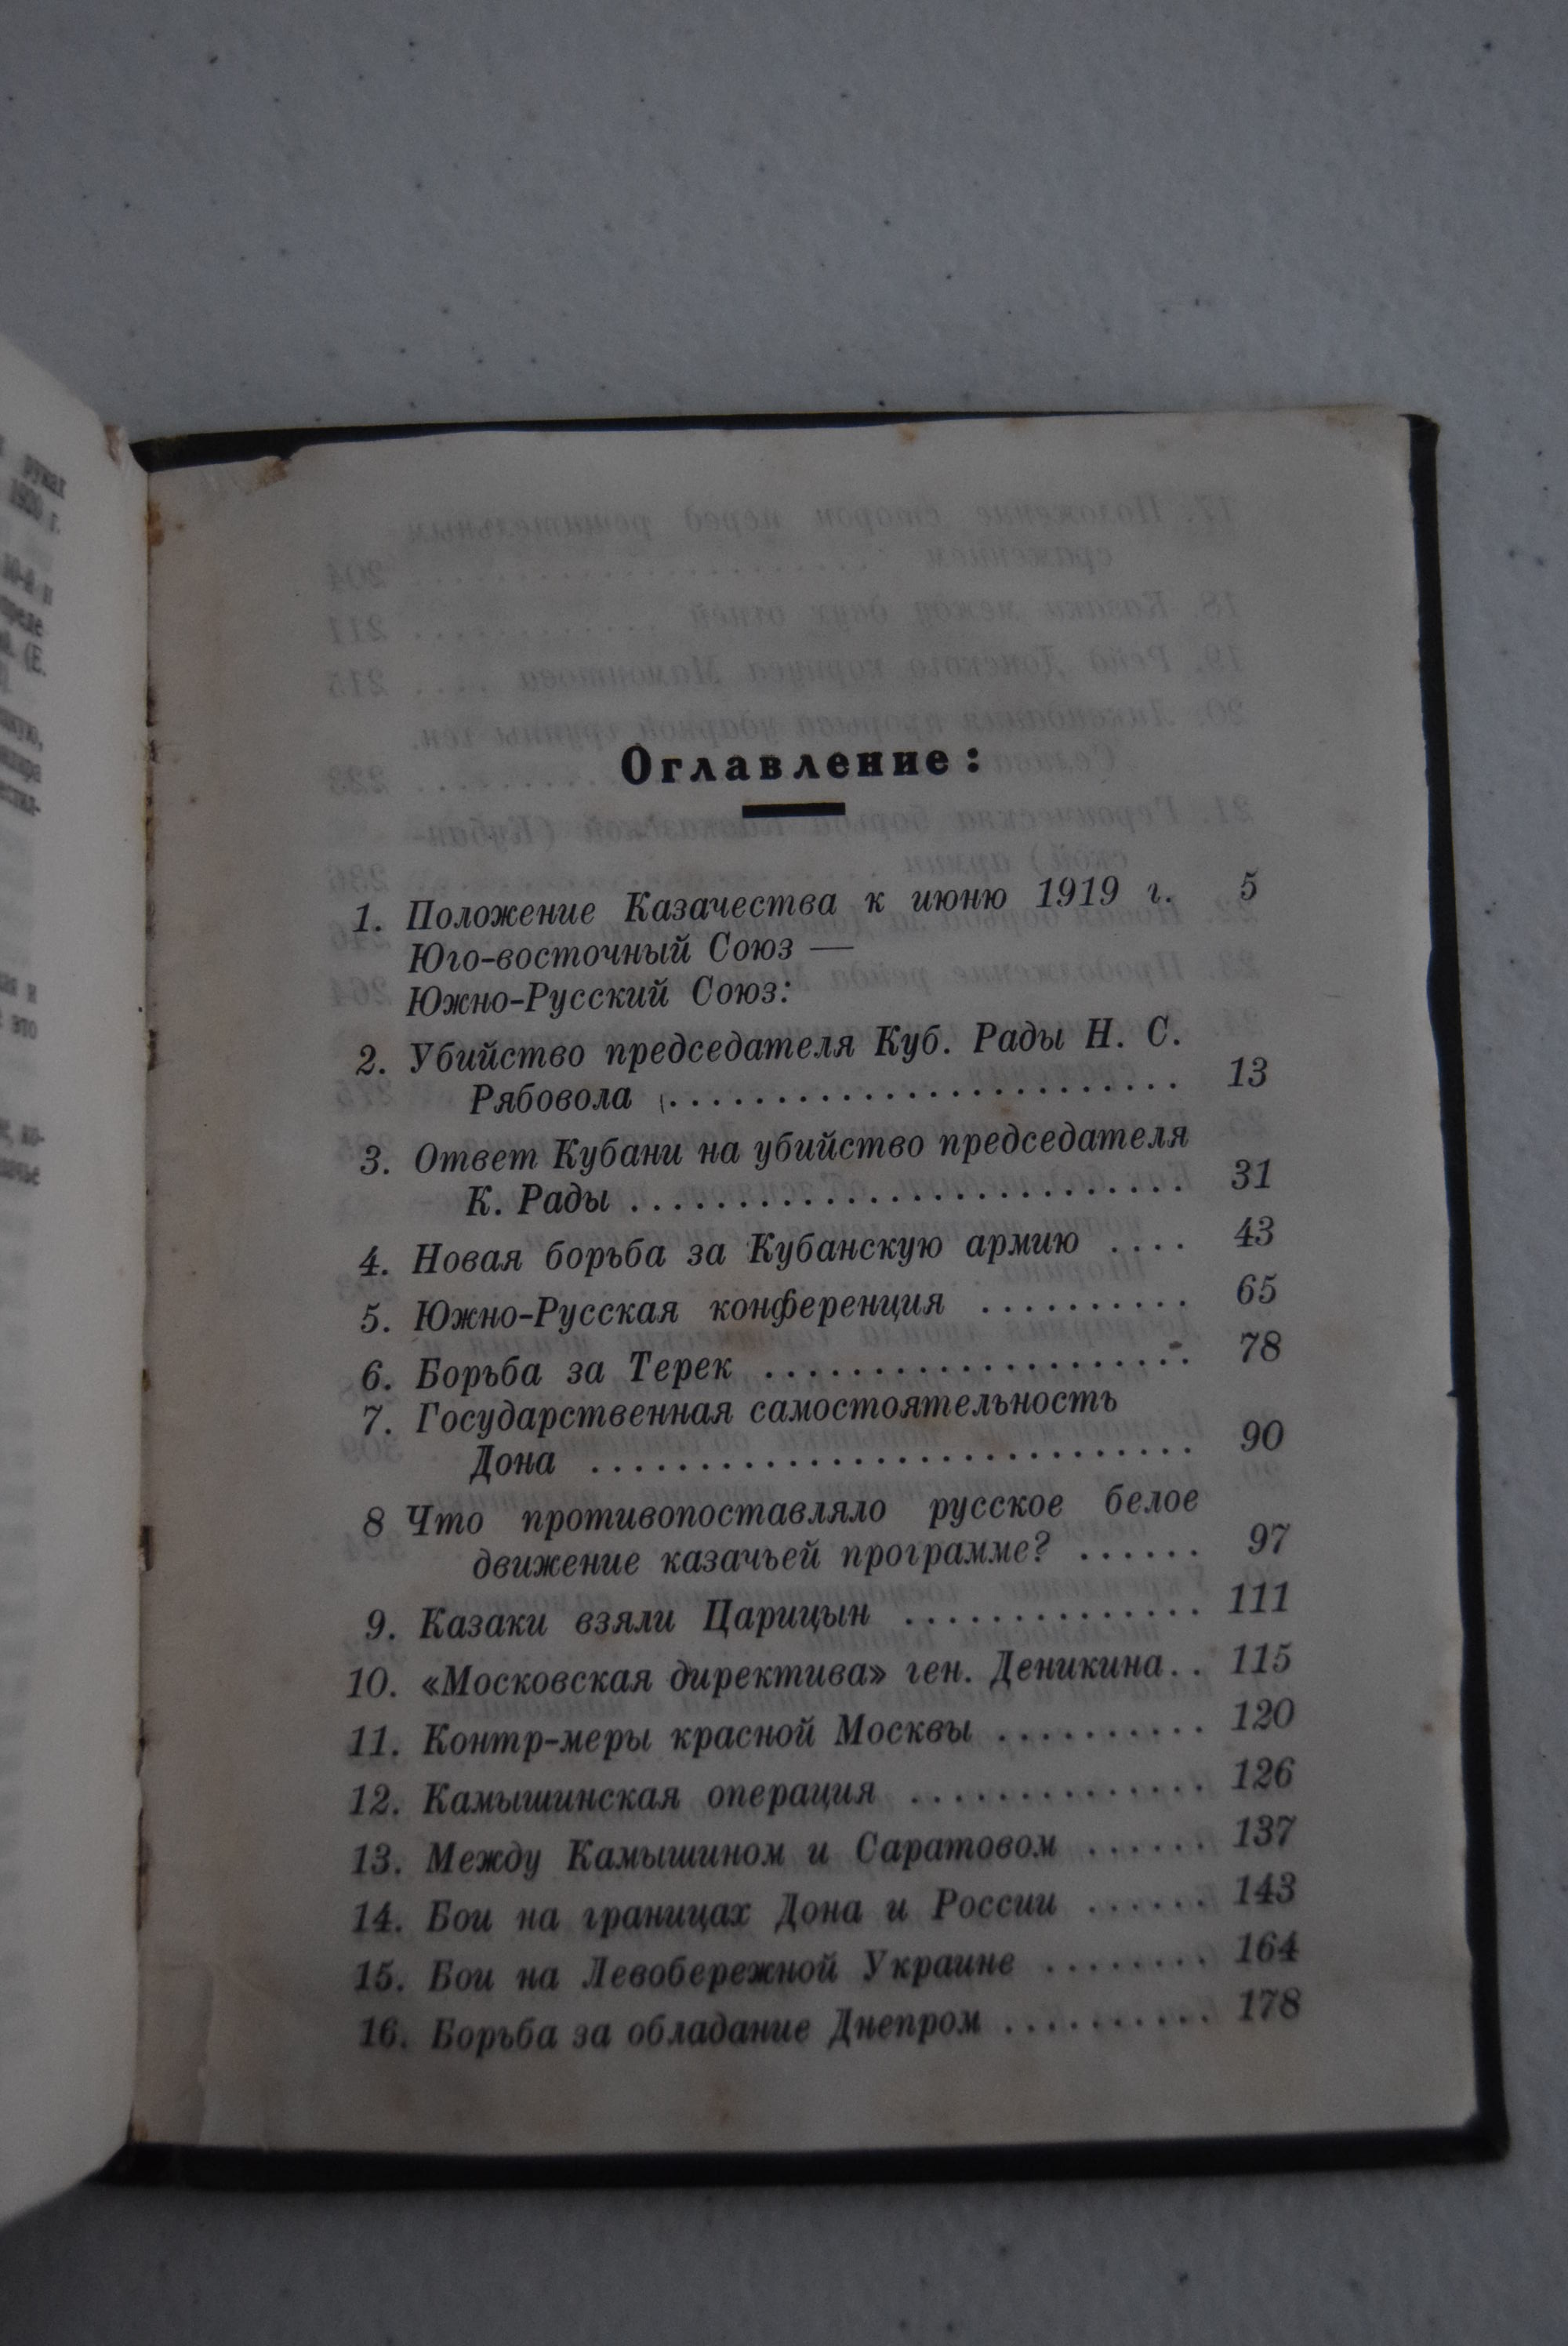 рука
1920 г.
10-й и
(Е.
это
Оглавление:
1. Положение Казачества к июню 1919 г. 5
Юго-восточный Союз —
Южно-Русский Союз:
2. Убийство председателя Куб. Рады Н. С.
Рябовола ........................ 13
3. Ответ Кубани на убийство председателя
К. Рады .......................... 31
4. Новая борьба за Кубанскую армию .... 43
5. Южно-Русская конференция .......... 65
6. Борьба за Терек .................... 78
7. Государственная самостоятельность
Дона ............................ 90
8 Что противопоставляло русское белое
движение казачьей программе? ...... 97
9. Казаки взяли Царицын .............. 111
10. «Московская директива» ген. Деникина.. 115
11. Контр-меры красной Москвы .......... 120
12. Камышинская операция .............. 126
13. Между Камышином и Саратовом ...... 137
14. Бои на границах Дона и России ...... 143
15. Бои на Левобережной Украине ........ 164
16. Борьба за обладание Днепром .......... 178